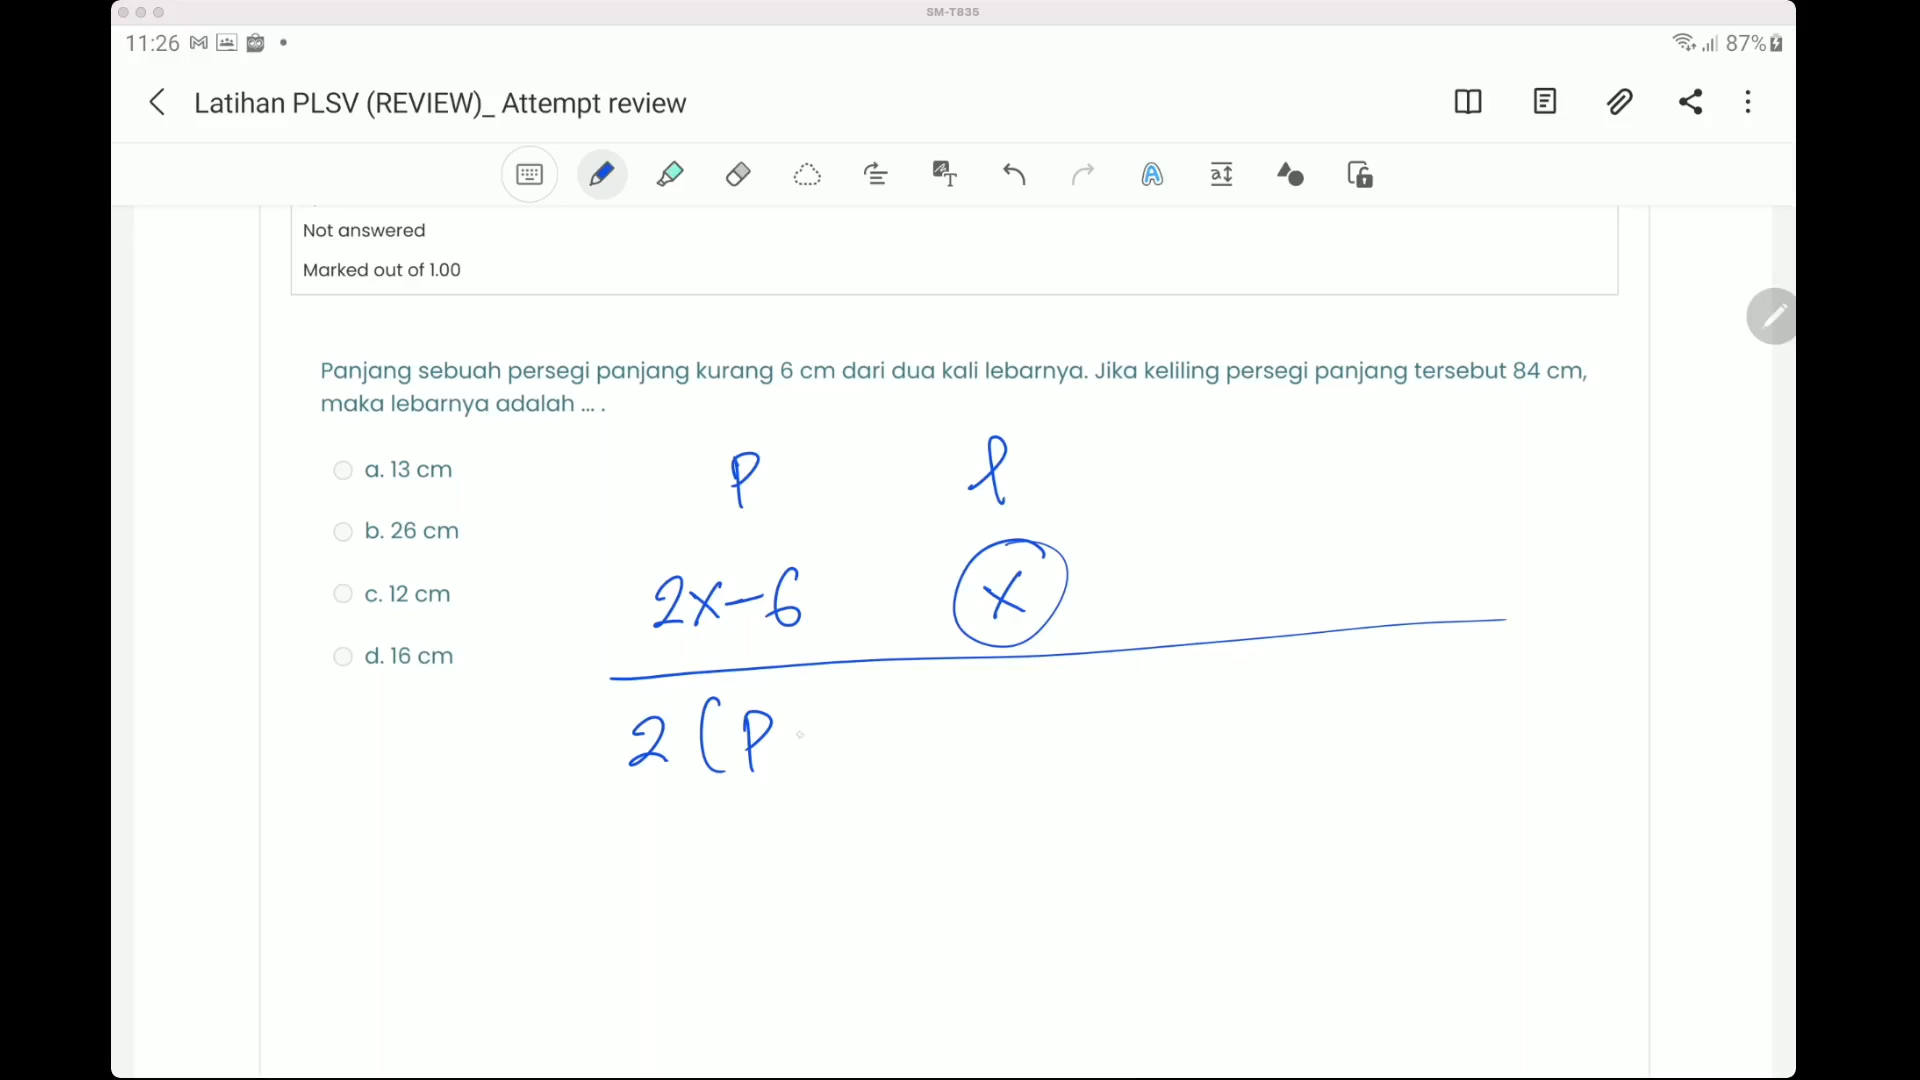 SM-T835
11:26
87%
Latihan PLSV (REVIEW)_ Attempt review
Not answered
Marked out of 1.00
Panjang sebuah persegi panjang kurang 6 cm dari dua kali lebarnya. Jika keliling persegi panjang tersebut 84 cm,
maka lebarnya adalah ... .
a. 13 cm
b. 26 cm
c. 12 cm
d. 16 cm
P l
2x-6 x
2 (P